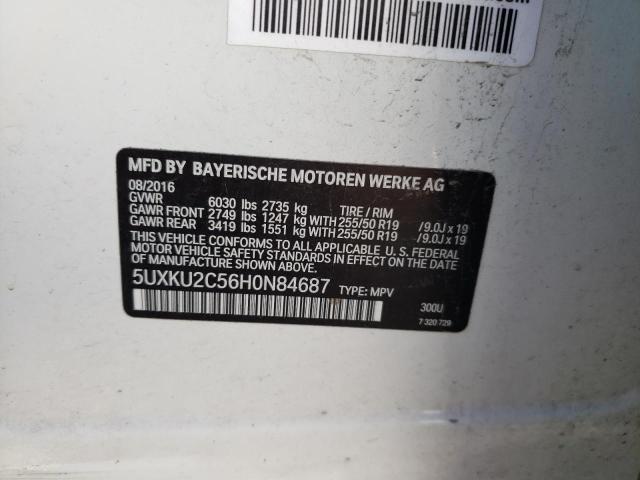 MFD BY BAYERISCHE MOTOREN WERKE AG
08/2016
GVWR 6030 lbs 2735 kg TIRE / RIM
GAWR FRONT 2749 lbs 1247 kg WITH 255/50 R19 /9.0J x 19
GAWR REAR 3419 lbs 1551 kg WITH 255/50 R19 /9.0J x 19
THIS VEHICLE CONFORMS TO ALL APPLICABLE U. S. FEDERAL
MOTOR VEHICLE SAFETY STANDARDS IN EFFECT ON THE DATE
OF MANUFACTURE SHOWN ABOVE.
5UXKU2C56H0N84687 TYPE: MPV
300U
7 320 729